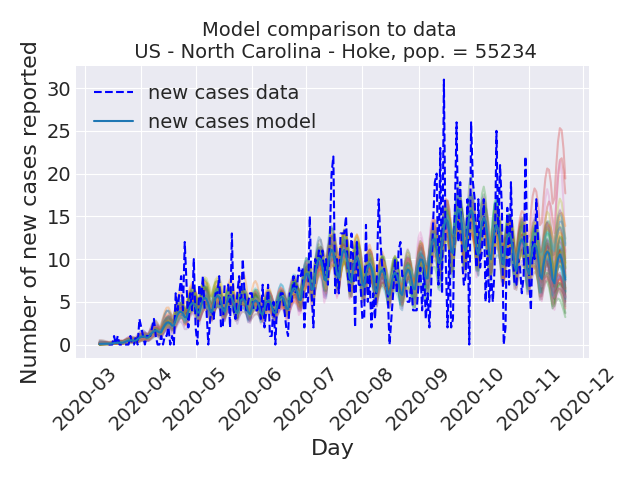 Model comparison to data
US - North Carolina - Hoke, pop. = 55234
Number of new cases reported
30
25
20
15
10
5
0
new cases data
new cases model
2020-03
2020-04
2020-05
2020-06
2020-07
2020-08
2020-09
2020-10
2020-11
2020-12
Day